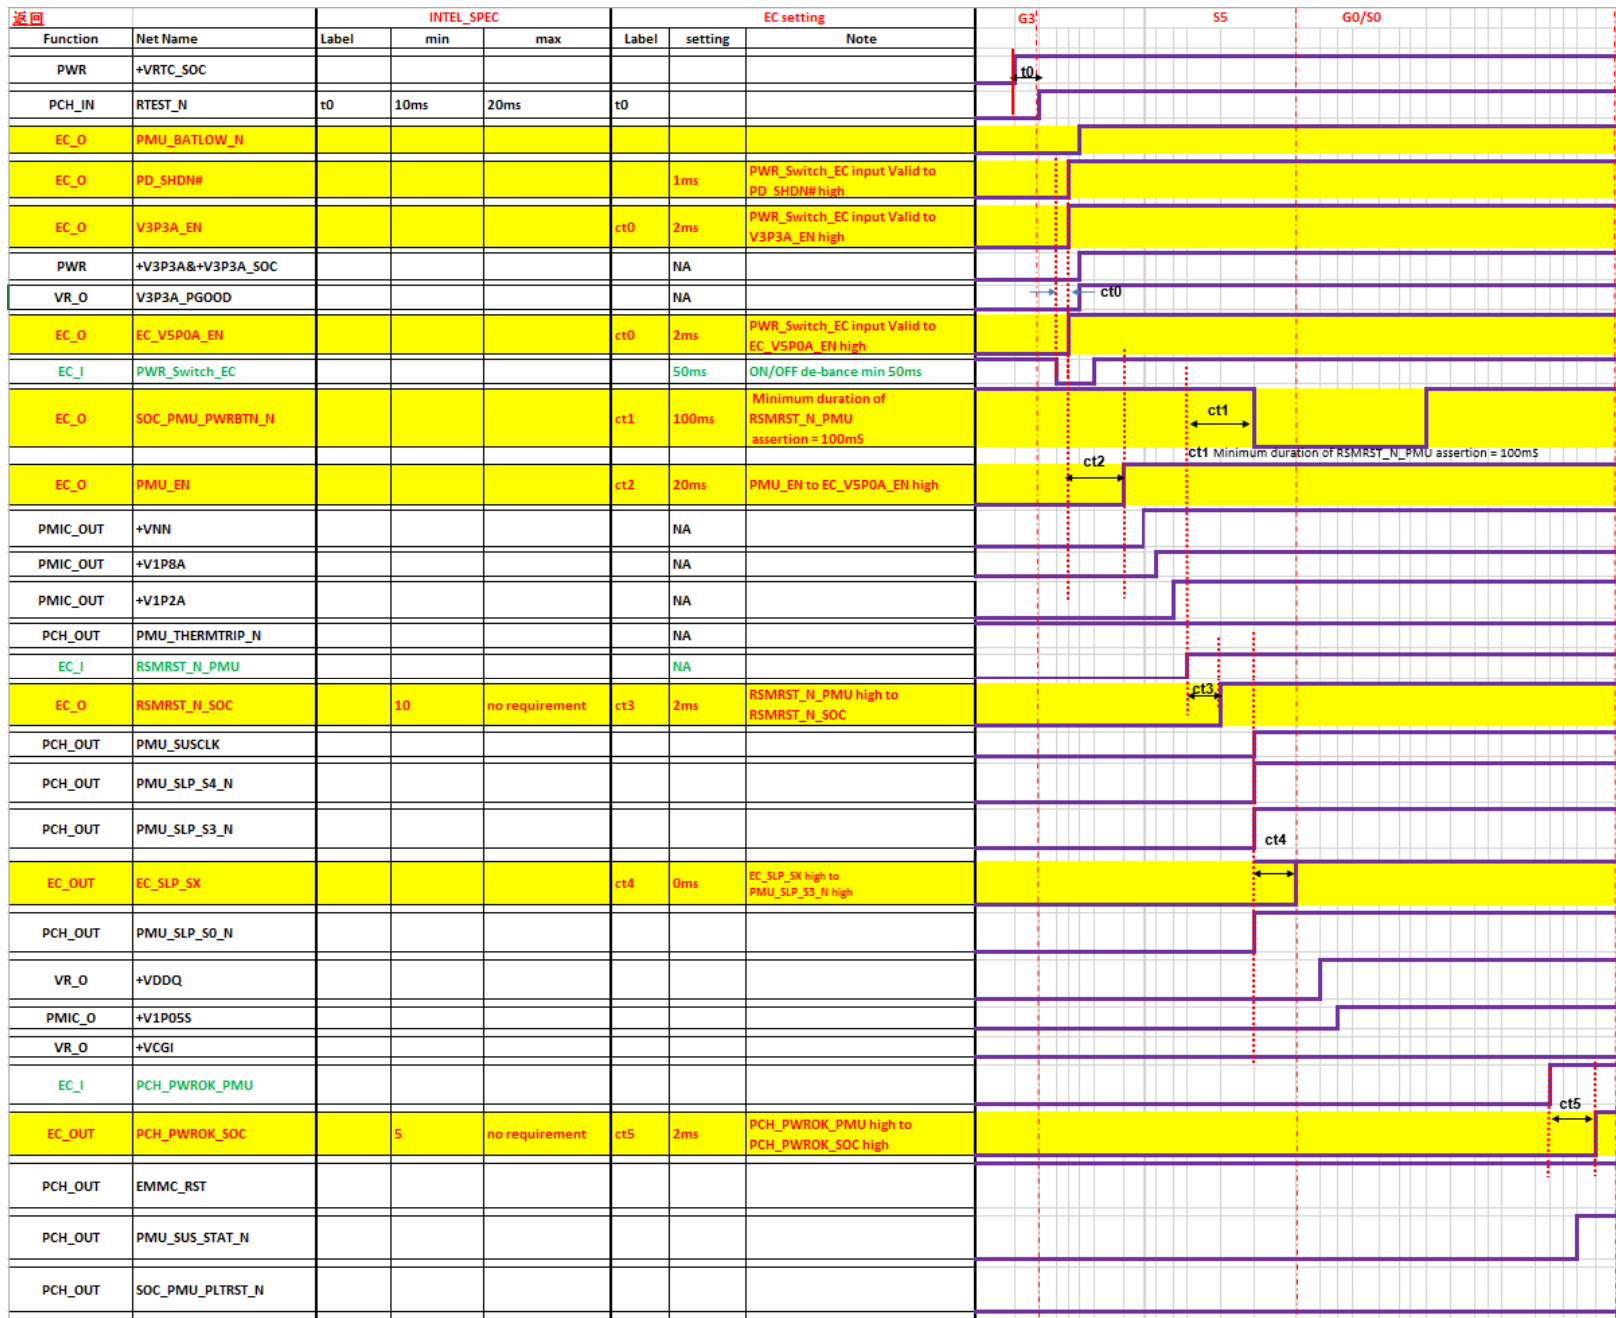 返回 INTEL_SPEC EC setting G3 S5 G0/S0
Function Net Name Label min max Label setting Note
PWR +VRTC_SOC t0
PCH_IN RTEST_N t0 10ms 20ms t0
EC_O PMU_BATLOW_N
EC_O PD_SHDN# 1ms PWR_Switch_EC input Valid to
PD_SHDN# high
EC_O V3P3A_EN ct0 2ms PWR_Switch_EC input Valid to
V3P3A_EN high
PWR +V3P3A&+V3P3A_SOC NA
VR_O V3P3A_PGOOD NA ct0
EC_O EC_V5P0A_EN ct0 2ms PWR_Switch_EC input Valid to
EC_V5P0A_EN high
EC_I PWR_Switch_EC 50ms ON/OFF de-bance min 50ms
EC_O SOC_PMU_PWRBTN_N ct1 100ms Minimum duration of
RSMRST_N_PMU
assertion = 100mS
ct1
ct1 Minimum duration of RSMRST_N_PMU assertion = 100mS
EC_O PMU_EN ct2 20ms PMU_EN to EC_V5P0A_EN high ct2
PMIC_OUT +VNN NA
PMIC_OUT +V1P8A NA
PMIC_OUT +V1P2A NA
PCH_OUT PMU_THERMTRIP_N NA
EC_I RSMRST_N_PMU NA
EC_O RSMRST_N_SOC 10 no requirement ct3 2ms RSMRST_N_PMU high to
RSMRST_N_SOC
ct3
PCH_OUT PMU_SUSCLK
PCH_OUT PMU_SLP_S4_N
PCH_OUT PMU_SLP_S3_N
ct4
EC_OUT EC_SLP_SX ct4 0ms EC_SLP_SX high to
PMU_SLP_S3_N high
PCH_OUT PMU_SLP_S0_N
VR_O +VDDQ
PMIC_O +V1P05S
VR_O +VCGI
EC_I PCH_PWROK_PMU
ct5
EC_OUT PCH_PWROK_SOC 5 no requirement ct5 2ms PCH_PWROK_PMU high to
PCH_PWROK_SOC high
PCH_OUT EMMC_RST
PCH_OUT PMU_SUS_STAT_N
PCH_OUT SOC_PMU_PLTRST_N